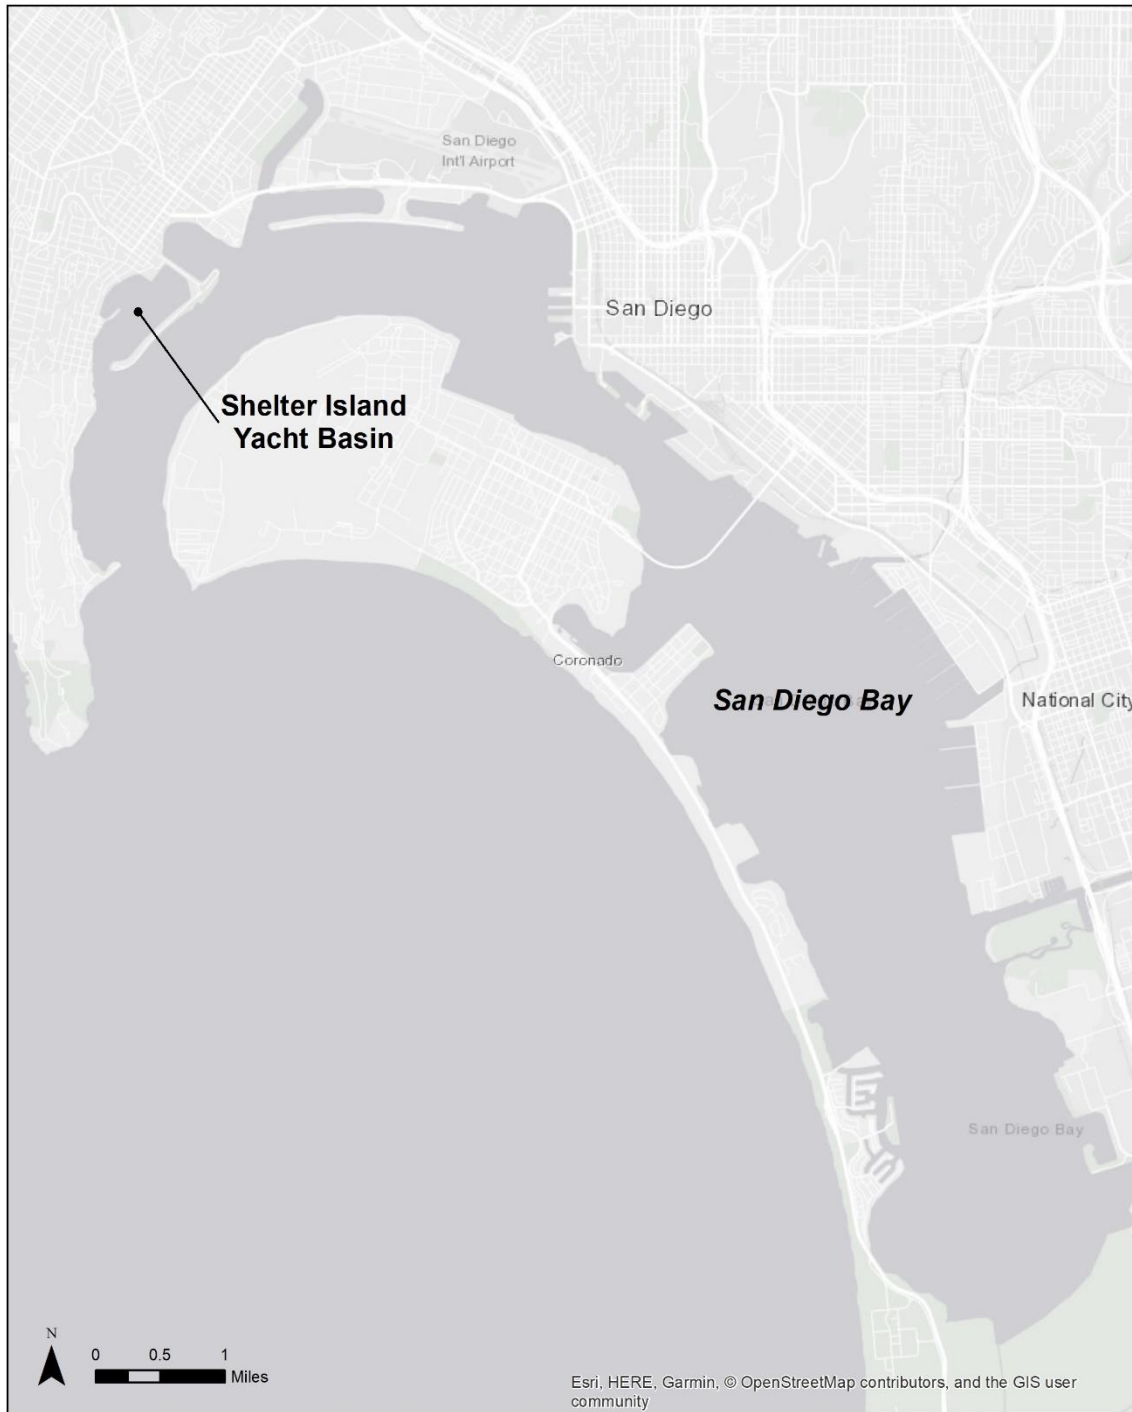 San Diego
Int'l Airport
San Diego
Shelter Island
Yacht Basin
Coronado
San Diego Bay
National City
San Diego Bay
N
0 0.5 1
Miles
Esri, HERE, Garmin, © OpenStreetMap contributors, and the GIS user
community